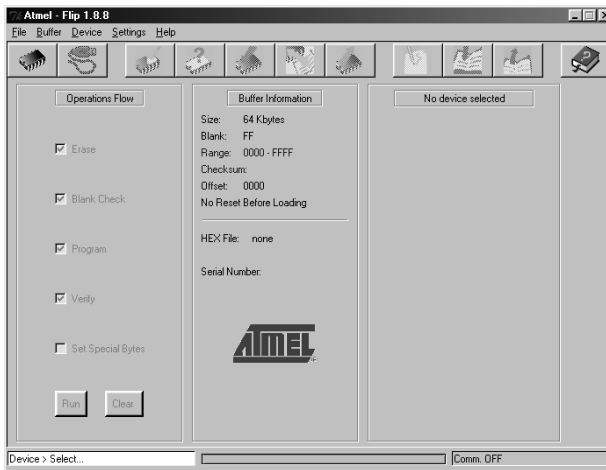 Atmel - Flip 1.8.8
File Buffer Device Settings Help
Operations Flow
Erase
Blank Check
Program
Verify
Set Special Bytes
Run Clear
Buffer Information
Size: 64 Kbytes
Blank: FF
Range: 0000 - FFFF
Checksum:
Offset: 0000
No Reset Before Loading
HEX File: none
Serial Number:
ATMEL
No device selected
Device > Select...
Comm. OFF